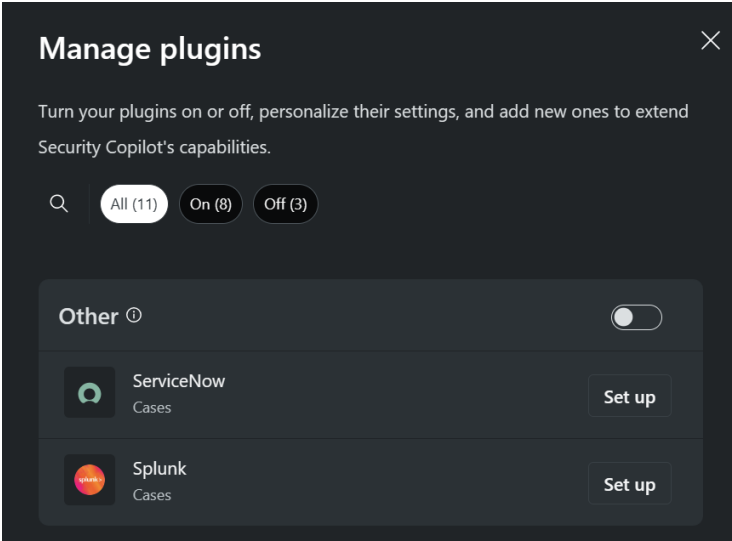 Manage plugins
Turn your plugins on or off, personalize their settings, and add new ones to extend
Security Copilot's capabilities.
All (11) On (8) Off (3)
Other
ServiceNow
Cases
Set up
splunk>
Splunk
Cases
Set up